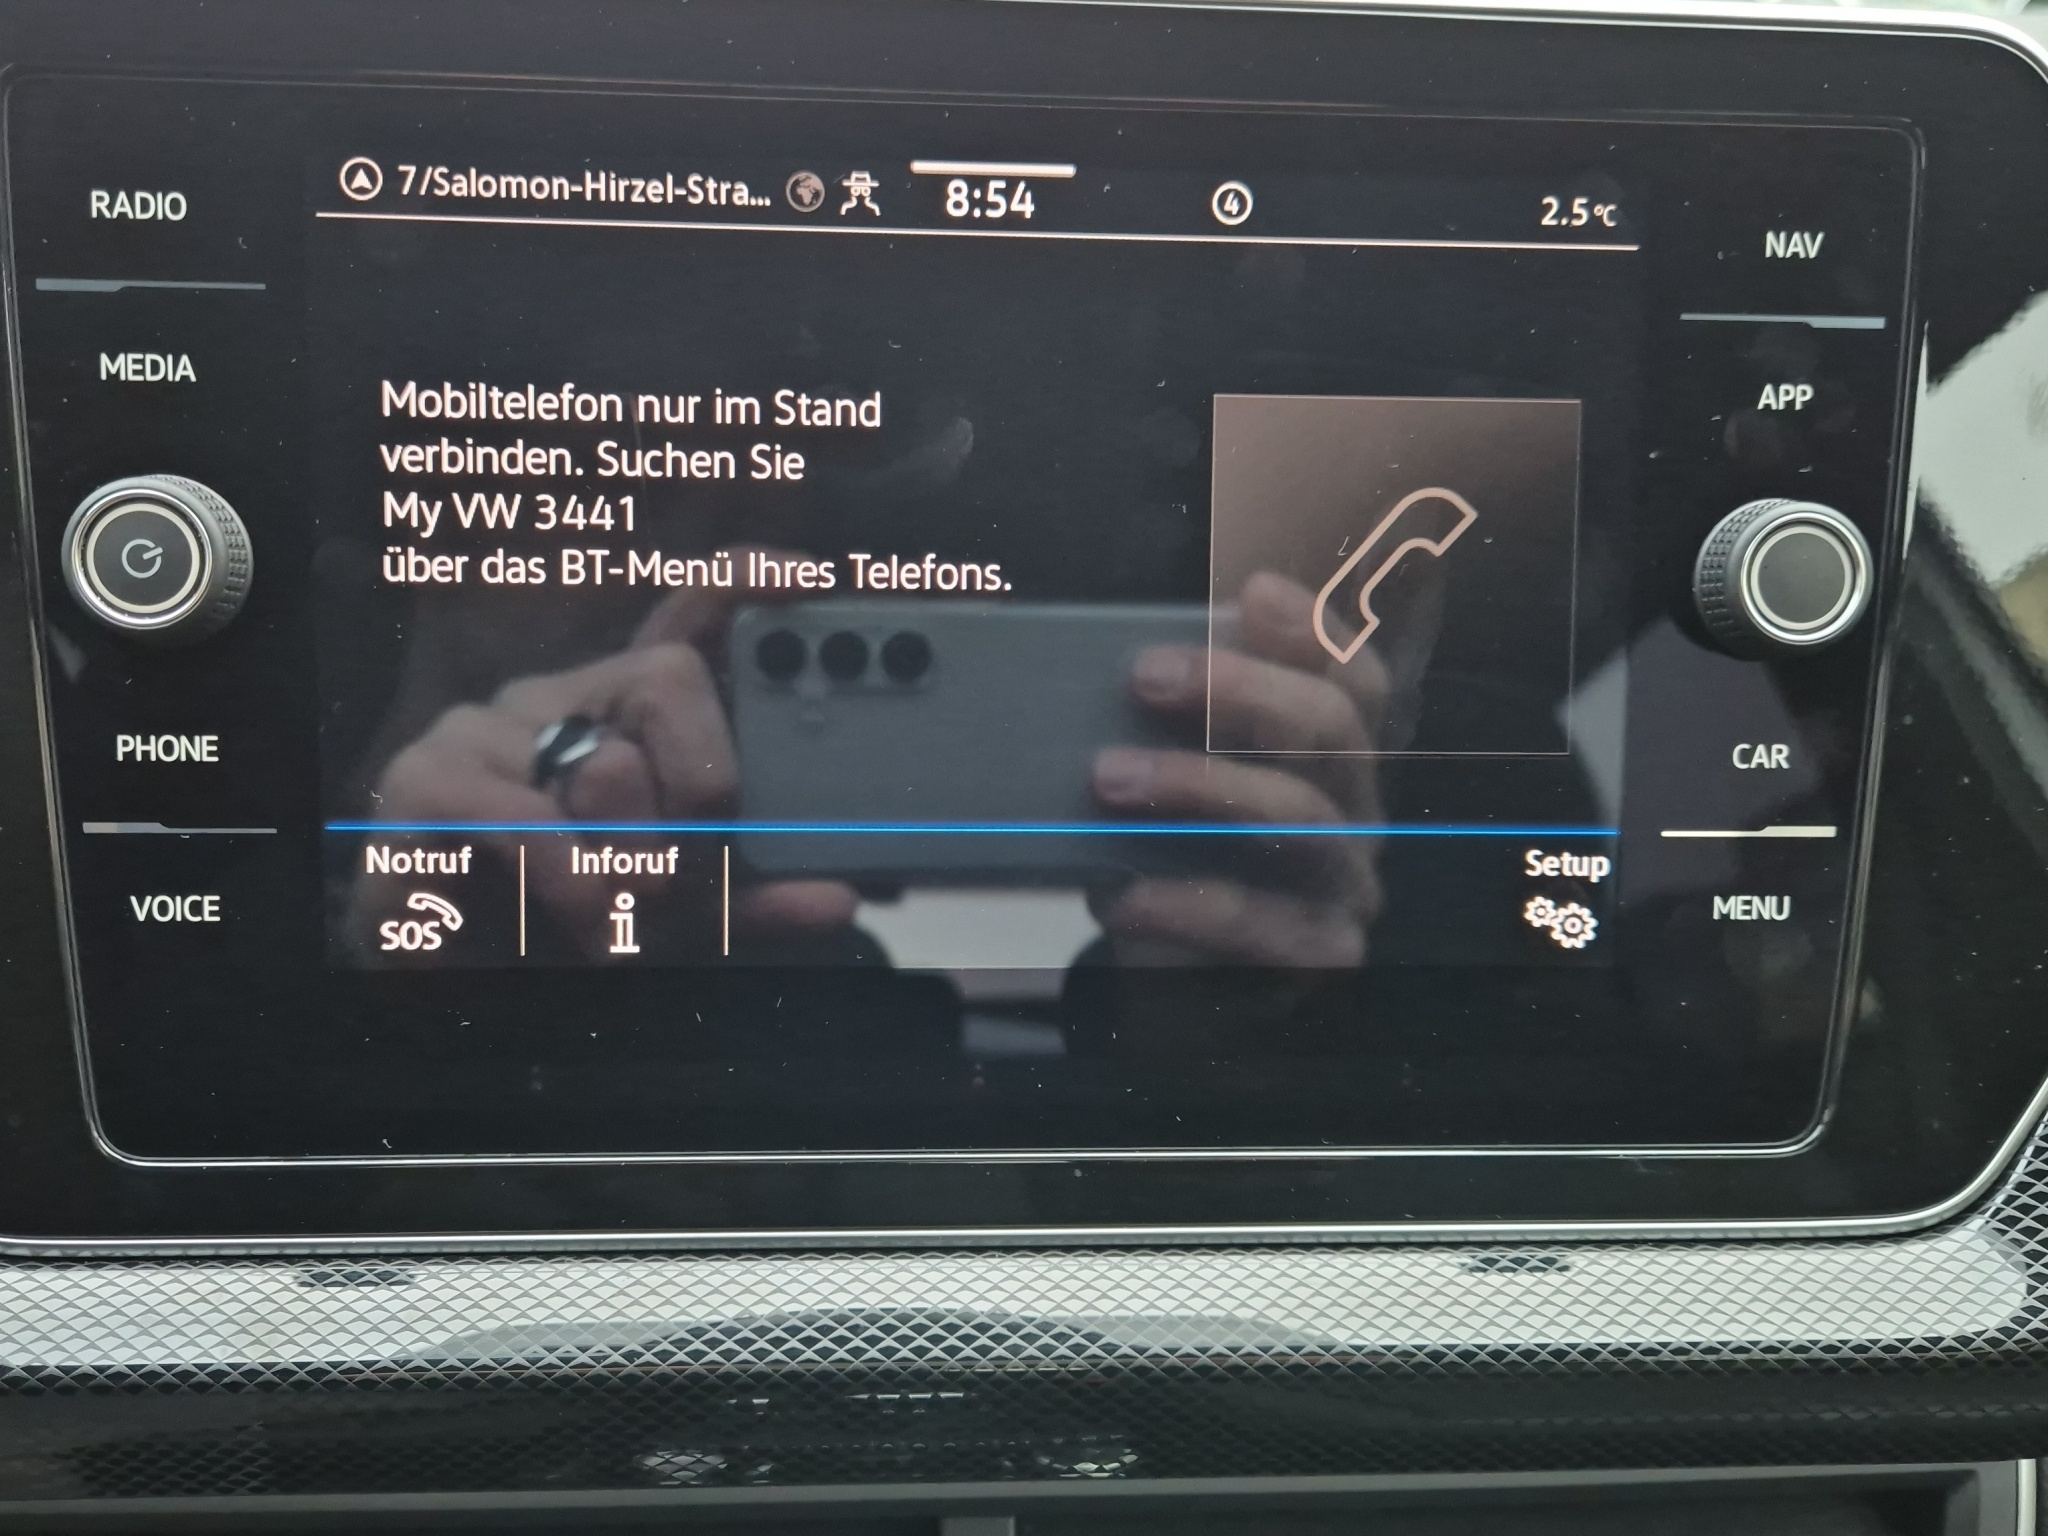 7/Salomon-Hirzel-Stra... 8:54 4 2.5 °C
RADIO
NAV
MEDIA
APP
Mobiltelefon nur im Stand
verbinden. Suchen Sie
My VW 3441
über das BT-Menü Ihres Telefons.
PHONE
CAR
Notruf
SOS
Inforuf
i
Setup
VOICE
MENU